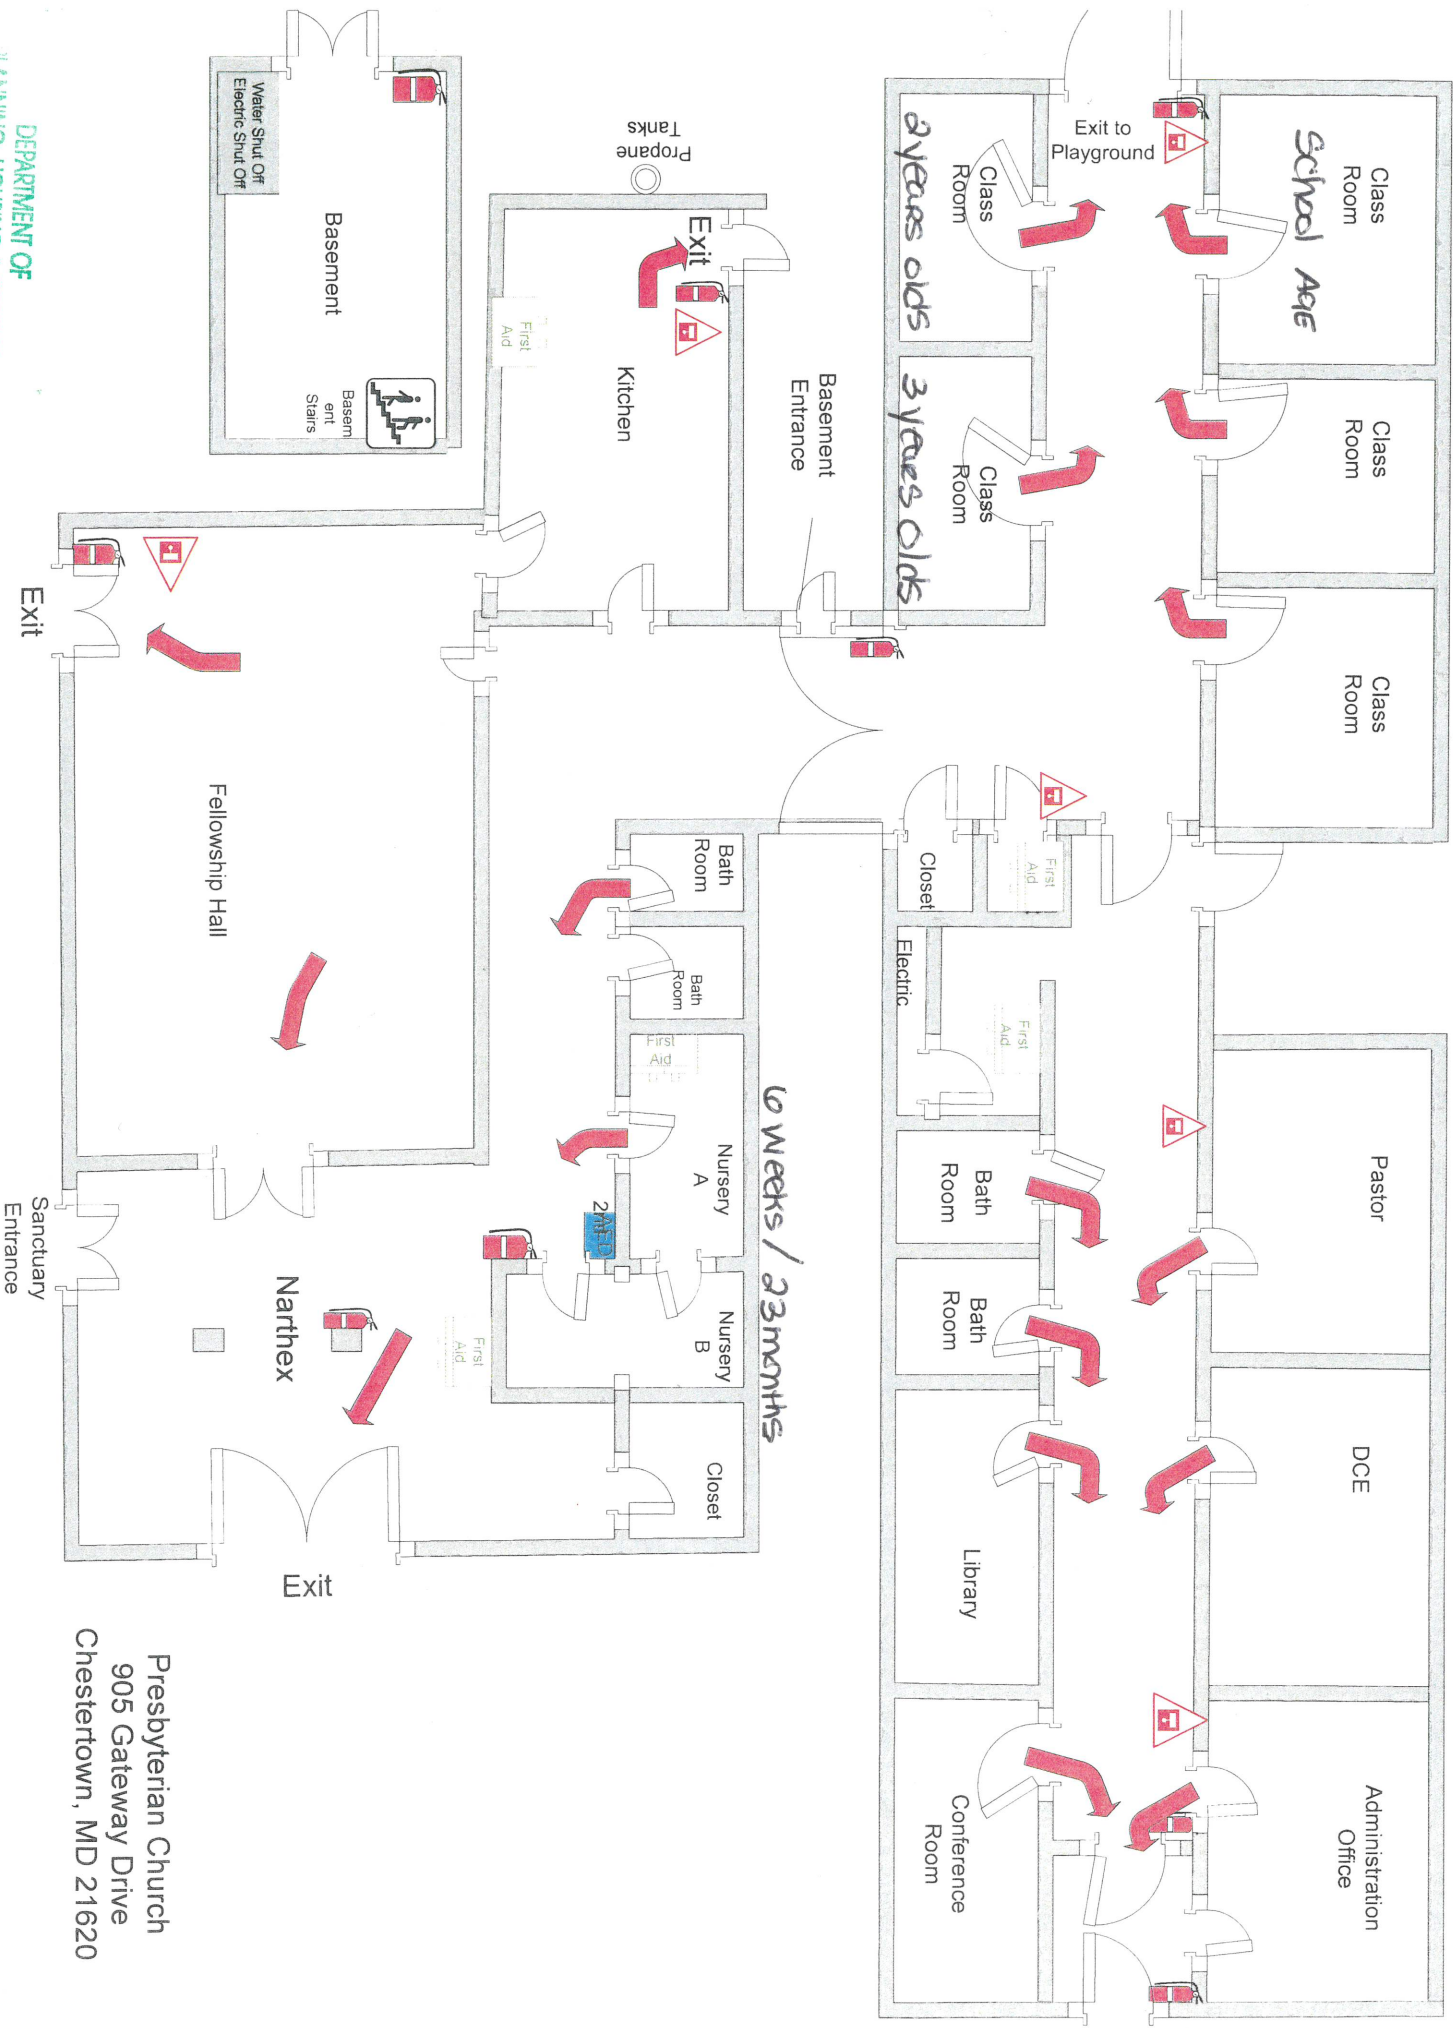 Class
Room
School AgE
Class
Room
Class
Room
Pastor
DCE
Administration
Office
Exit to
Playground
Class
Room
2 years olds
Class
Room
3 years olds
First
Aid
Closet
Electric
First
Aid
Bath
Room
Bath
Room
Library
Conference
Room
Basement
Entrance
Propane
Tanks
Exit
Kitchen
First
Aid
Bath
Room
Bath
Room
First
Aid
Nursery
A
Nursery
B
6 weeks / 23 months
Closet
AED
First
Aid
Water Shut Off
Electric Shut Off
Basement
Basem
ent
Stairs
Fellowship Hall
Narthex
Exit
Exit
Sanctuary
Entrance
Presbyterian Church
905 Gateway Drive
Chestertown, MD 21620
DEPARTMENT OF